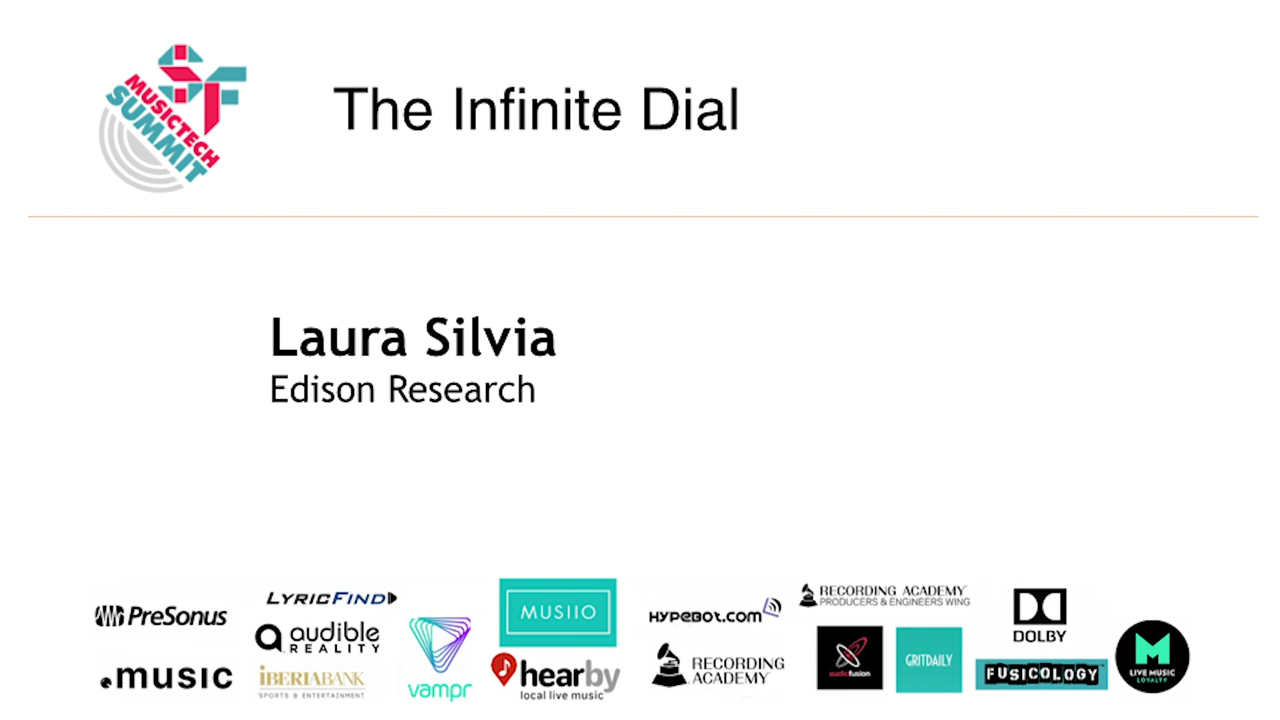 SF
MUSICTECH
SUMMIT
The Infinite Dial
Laura Silvia
Edison Research
PreSonus
.music
LYRICFIND
audible
REALITY
IBERIABANK
SPORTS & ENTERTAINMENT
vampr
MUSIIO
hearby
local live music
HYPEBOT.COM
RECORDING
ACADEMY
RECORDING ACADEMY
PRODUCERS & ENGINEERS WING
audiofusion
GRITDAILY
DOLBY
FUSICOLOGY
M
LIVE MUSIC
LOYALTY